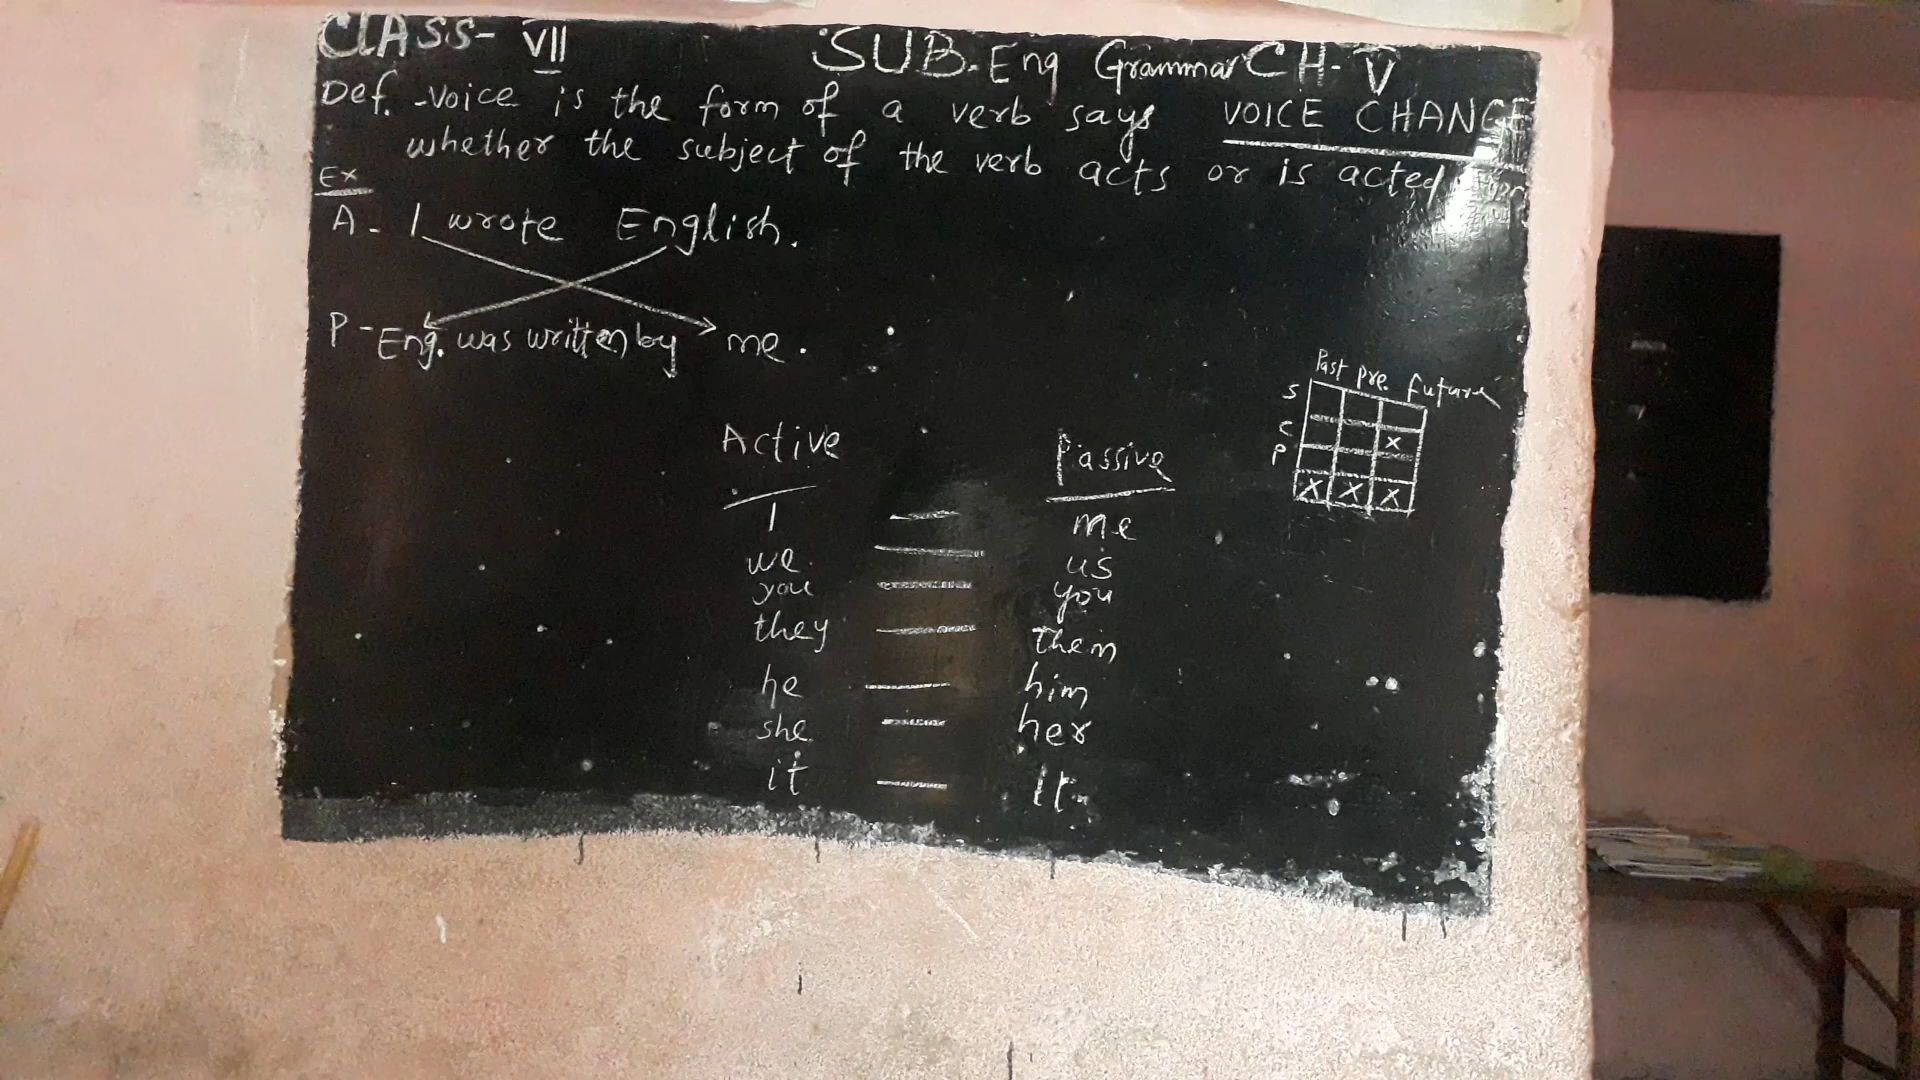 CLASS- VII SUB. Eng Grammar CH- V
Def. - Voice is the form of a verb says VOICE CHANGE
whether the subject of the verb acts or is acted
Ex
A - I wrote English.
P - Eng. was written by me.
Past pre. future
S
C X
P
X X X
Active Passive
I — me
we — us
you — you
they — Them
he — him
she — her
it — It